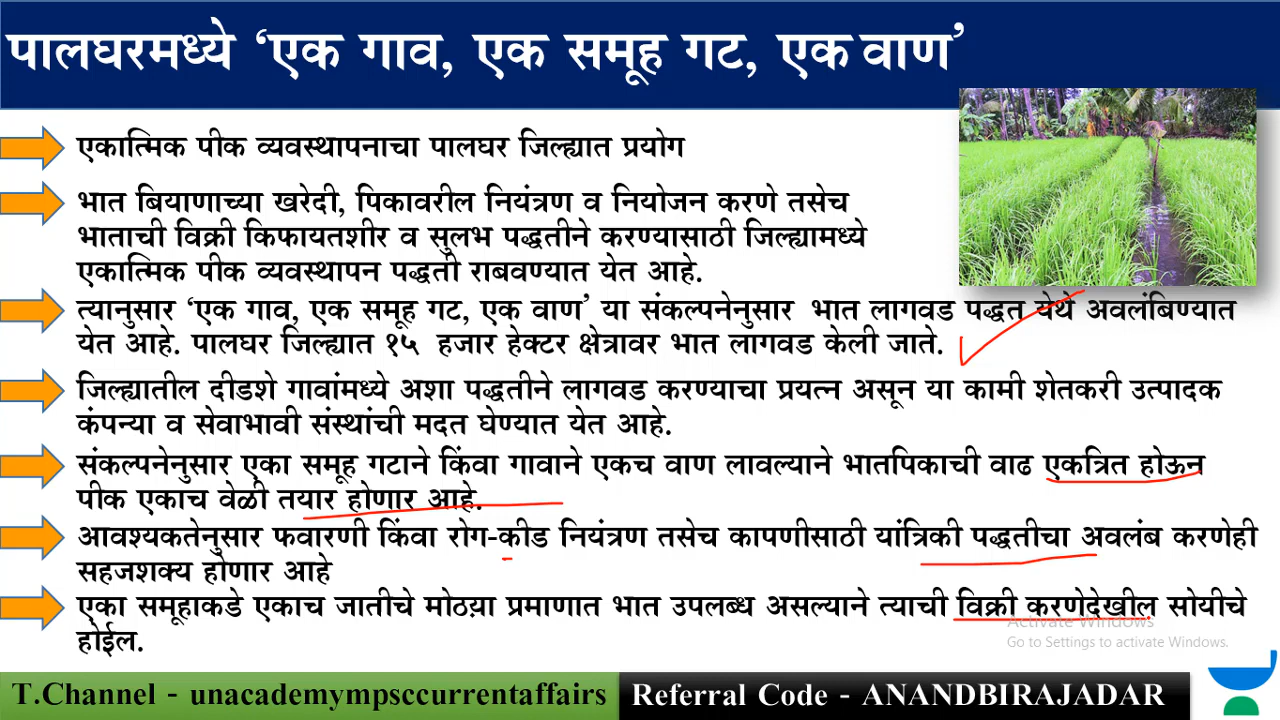 पालघरमध्ये ‘एक गाव, एक समूह गट, एक वाण’
एकात्मिक पीक व्यवस्थापनाचा पालघर जिल्ह्यात प्रयोग
भात बियाणाच्या खरेदी, पिकावरील नियंत्रण व नियोजन करणे तसेच
भाताची विक्री किफायतशीर व सुलभ पद्धतीने करण्यासाठी जिल्ह्यामध्ये
एकात्मिक पीक व्यवस्थापन पद्धती राबवण्यात येत आहे.
त्यानुसार ‘एक गाव, एक समूह गट, एक वाण’ या संकल्पनेनुसार भात लागवड पद्धत येथे अवलंबिण्यात
येत आहे. पालघर जिल्ह्यात १५ हजार हेक्टर क्षेत्रावर भात लागवड केली जाते.
जिल्ह्यातील दीडशे गावांमध्ये अशा पद्धतीने लागवड करण्याचा प्रयत्न असून या कामी शेतकरी उत्पादक
कंपन्या व सेवाभावी संस्थांची मदत घेण्यात येत आहे.
संकल्पनेनुसार एका समूह गटाने किंवा गावाने एकच वाण लावल्याने भातपिकाची वाढ एकत्रित होऊन
पीक एकाच वेळी तयार होणार आहे.
आवश्यकतेनुसार फवारणी किंवा रोग-कीड नियंत्रण तसेच कापणीसाठी यांत्रिकी पद्धतीचा अवलंब करणेही
सहजशक्य होणार आहे
एका समूहाकडे एकाच जातीचे मोठ्या प्रमाणात भात उपलब्ध असल्याने त्याची विक्री करणेदेखील सोयीचे
होईल.
Activate Windows
Go to Settings to activate Windows.
T.Channel - unacademympsccurrentaffairs Referral Code - ANANDBIRAJADAR